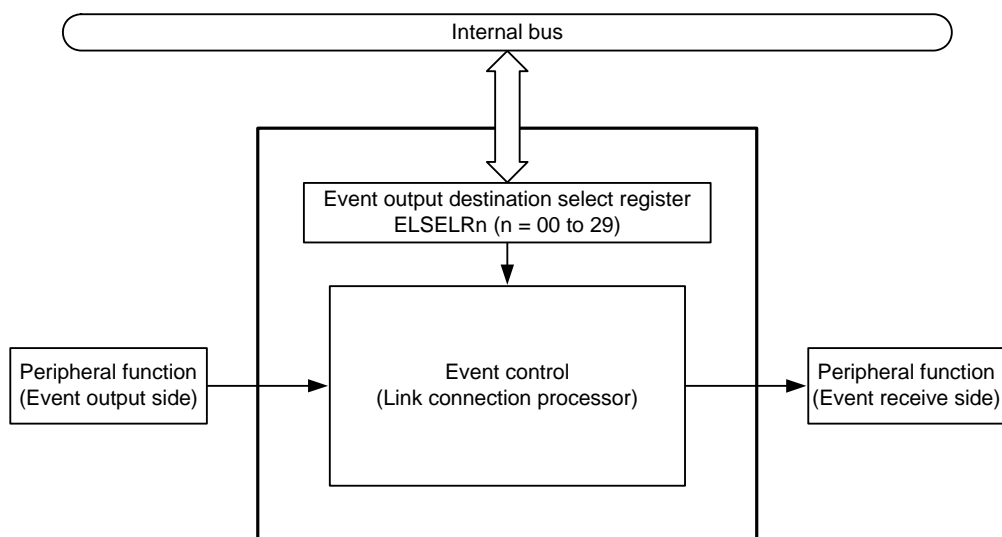 Internal bus
Event output destination select register
ELSELRn (n = 00 to 29)
Event control
(Link connection processor)
Peripheral function
(Event output side)
Peripheral function
(Event receive side)